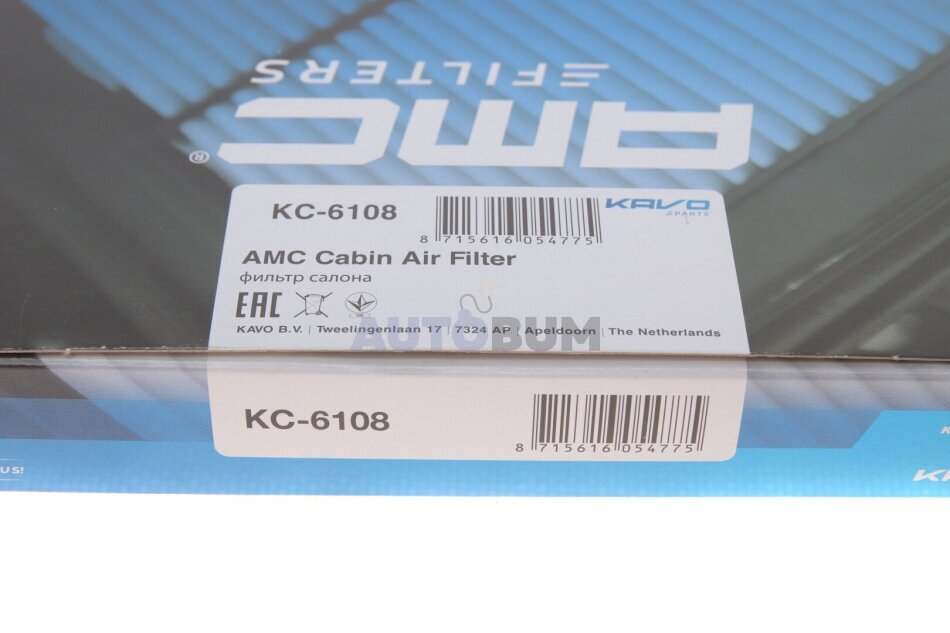 FILTERS
AMC®
KC-6108
8 715616 054775
KAVO
PARTS
AMC Cabin Air Filter
фильтр салона
EAC
KAVO B.V. | Tweelingenlaan 17 | 7324 AP | Apeldoorn | The Netherlands
AUTOBUM
KC-6108
8 715616 054775
US!